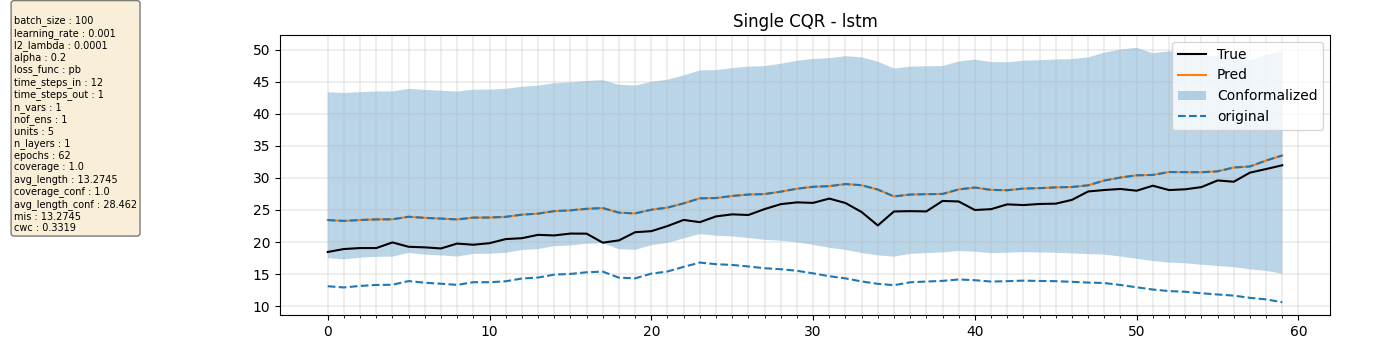 batch_size : 100
learning_rate : 0.001
l2_lambda : 0.0001
alpha : 0.2
loss_func : pb
time_steps_in : 12
time_steps_out : 1
n_vars : 1
nof_ens : 1
units : 5
n_layers : 1
epochs : 62
coverage : 1.0
avg_length : 13.2745
coverage_conf : 1.0
avg_length_conf : 28.462
mis : 13.2745
cwc : 0.3319
Single CQR - lstm
50
45
40
35
30
25
20
15
10
True
Pred
Conformalized
original
0 10 20 30 40 50 60